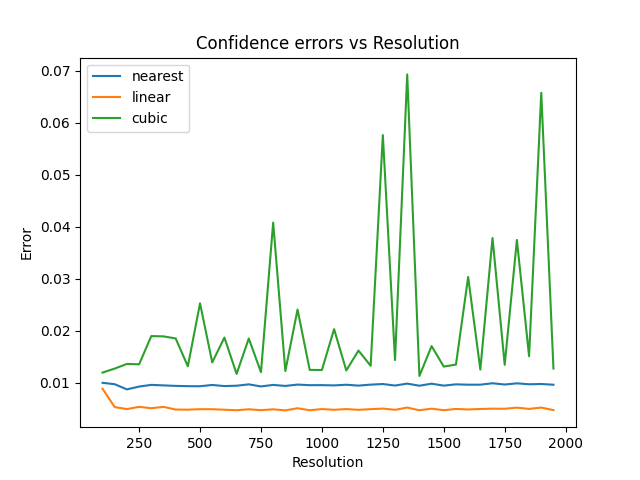 Confidence errors vs Resolution
nearest
linear
cubic
0.07
0.06
0.05
0.04
0.03
0.02
0.01
Error
250 500 750 1000 1250 1500 1750 2000
Resolution